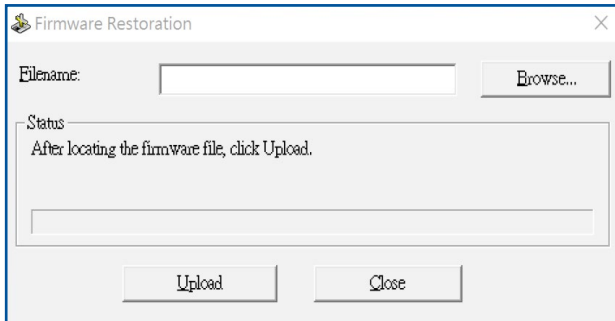 Firmware Restoration
Filename:
Browse...
Status
After locating the firmware file, click Upload.
Upload
Close